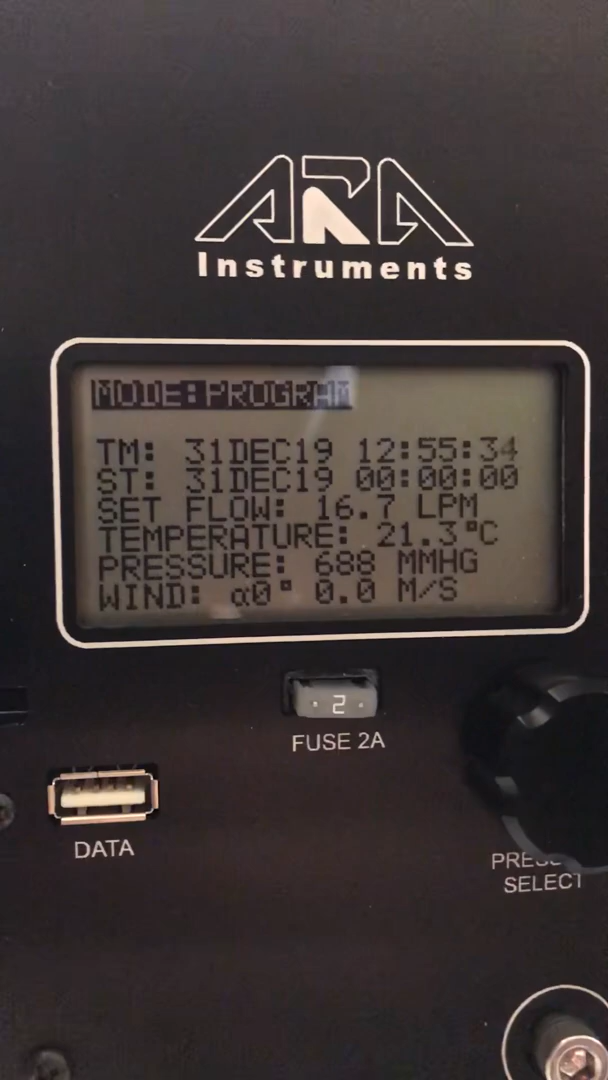 ARA
Instruments
MODE:PROGRAM
TM: 31DEC19 12:55:34
ST: 31DEC19 00:00:00
SET FLOW: 16.7 LPM
TEMPERATURE: 21.3°C
PRESSURE: 688 MMHG
WIND: α0° 0.0 M/S
2
FUSE 2A
DATA
SELECT